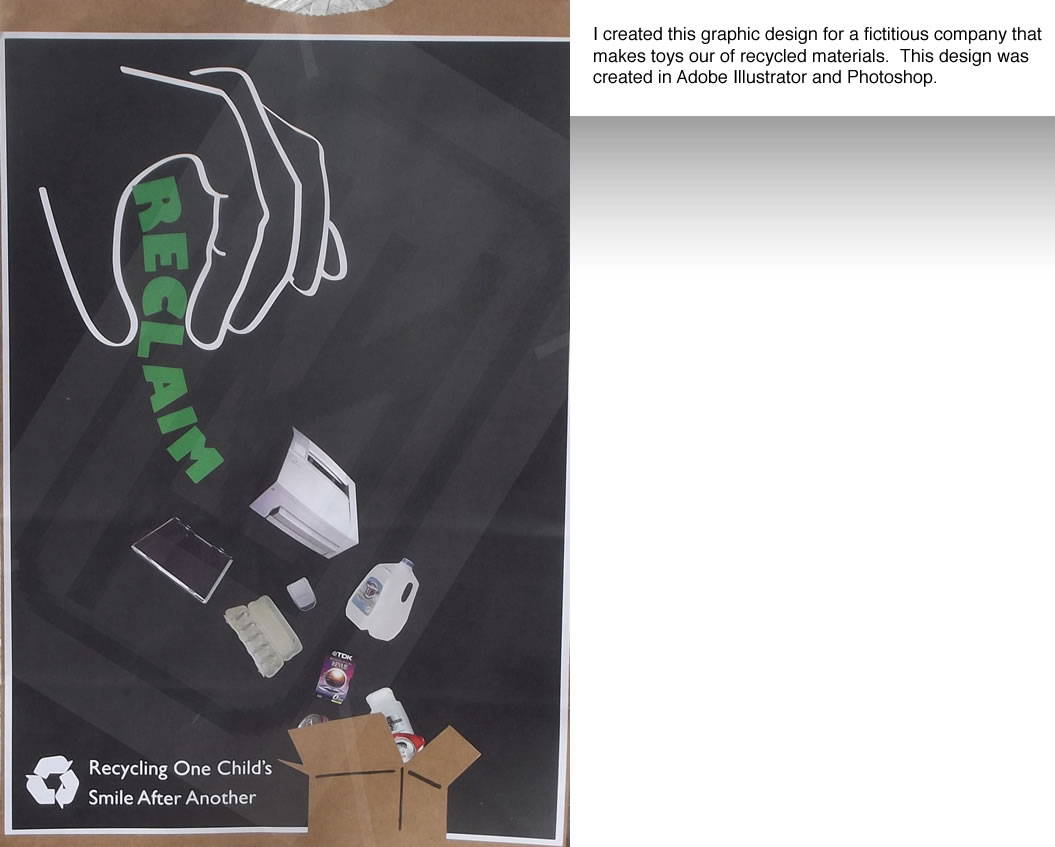 I created this graphic design for a fictitious company that
makes toys our of recycled materials.  This design was
created in Adobe Illustrator and Photoshop.
RECLAIM
TDK
REVUE
Recycling One Child's
Smile After Another